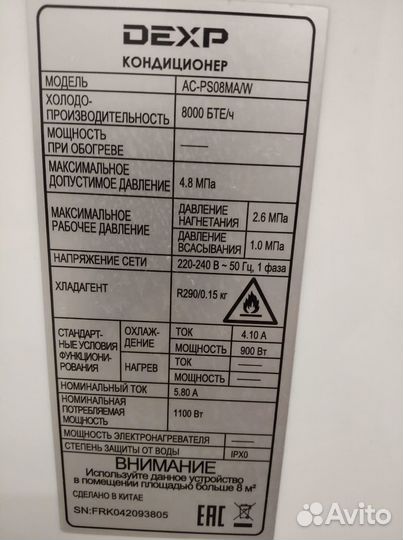 DEXP
КОНДИЦИОНЕР
МОДЕЛЬ AC-PS08MA/W
ХОЛОДО-
ПРОИЗВОДИТЕЛЬНОСТЬ 8000 БТЕ/ч
МОЩНОСТЬ
ПРИ ОБОГРЕВЕ ——
МАКСИМАЛЬНОЕ
ДОПУСТИМОЕ ДАВЛЕНИЕ 4.8 МПа
МАКСИМАЛЬНОЕ
РАБОЧЕЕ ДАВЛЕНИЕ
ДАВЛЕНИЕ
НАГНЕТАНИЯ 2.6 МПа
ДАВЛЕНИЕ
ВСАСЫВАНИЯ 1.0 МПа
НАПРЯЖЕНИЕ СЕТИ 220-240 В ~ 50 Гц, 1 фаза
ХЛАДАГЕНТ R290/0.15 кг
СТАНДАРТ-
НЫЕ УСЛОВИЯ
ФУНКЦИОНИ-
РОВАНИЯ
ОХЛАЖ-
ДЕНИЕ
ТОК 4.10 А
МОЩНОСТЬ 900 Вт
НАГРЕВ
ТОК ——
МОЩНОСТЬ ——
НОМИНАЛЬНЫЙ ТОК 5.80 А
НОМИНАЛЬНАЯ
ПОТРЕБЛЯЕМАЯ
МОЩНОСТЬ 1100 Вт
МОЩНОСТЬ ЭЛЕКТРОНАГРЕВАТЕЛЯ ——
СТЕПЕНЬ ЗАЩИТЫ ОТ ВОДЫ IPX0
ВНИМАНИЕ
Используйте данное устройство
в помещении площадью больше 8 м²
СДЕЛАНО В КИТАЕ
SN:FRK042093805
EAC
Avito